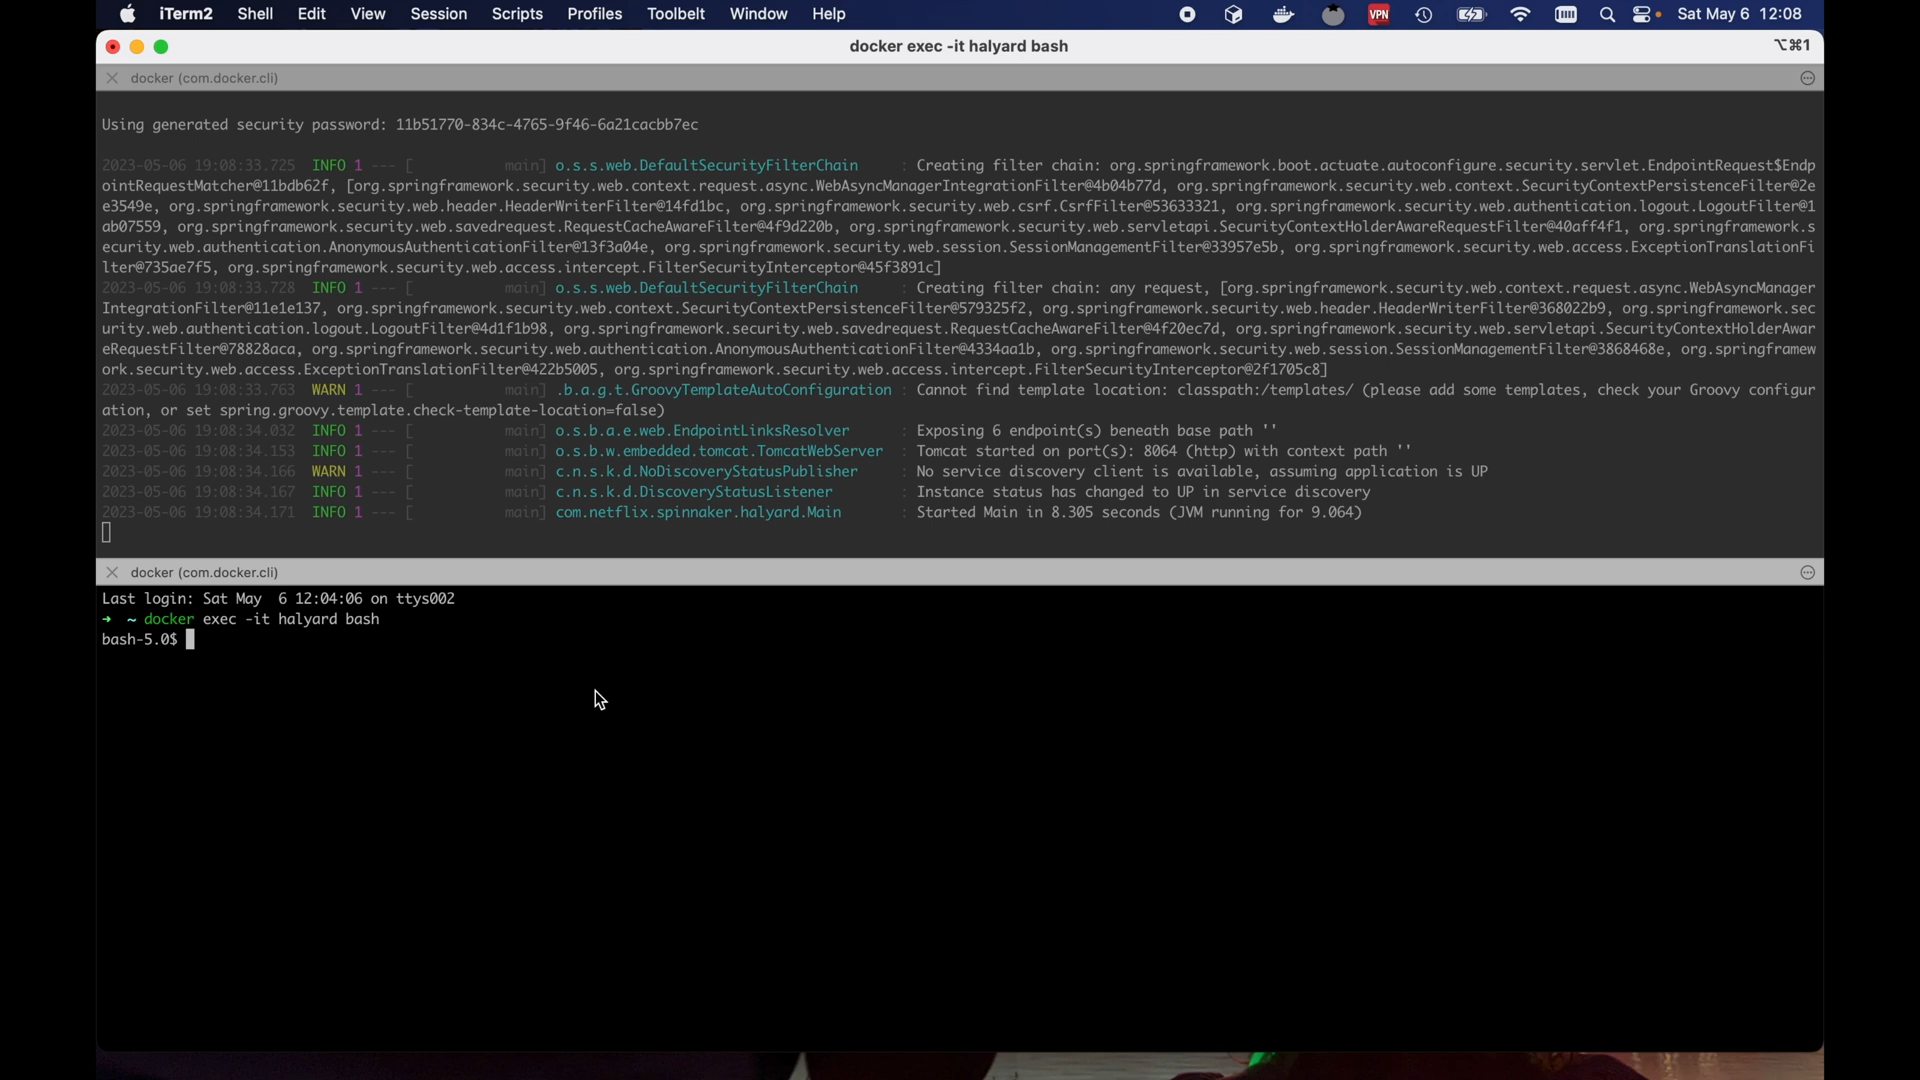 iTerm2 Shell Edit View Session Scripts Profiles Toolbelt Window Help VPN Sat May 6 12:08
docker exec -it halyard bash ⌥⌘1
docker (com.docker.cli)
Using generated security password: 11b51770-834c-4765-9f46-6a21cacbb7ec
2023-05-06 19:08:33.725 INFO 1 --- [ main] o.s.s.web.DefaultSecurityFilterChain : Creating filter chain: org.springframework.boot.actuate.autoconfigure.security.servlet.EndpointRequest$Endp
ointRequestMatcher@11bdb62f, [org.springframework.security.web.context.request.async.WebAsyncManagerIntegrationFilter@4b04b77d, org.springframework.security.web.context.SecurityContextPersistenceFilter@2e
e3549e, org.springframework.security.web.header.HeaderWriterFilter@14fd1bc, org.springframework.security.web.csrf.CsrfFilter@53633321, org.springframework.security.web.authentication.logout.LogoutFilter@1
ab07559, org.springframework.security.web.savedrequest.RequestCacheAwareFilter@4f9d220b, org.springframework.security.web.servletapi.SecurityContextHolderAwareRequestFilter@40aff4f1, org.springframework.s
ecurity.web.authentication.AnonymousAuthenticationFilter@13f3a04e, org.springframework.security.web.session.SessionManagementFilter@33957e5b, org.springframework.security.web.access.ExceptionTranslationFi
lter@735ae7f5, org.springframework.security.web.access.intercept.FilterSecurityInterceptor@45f3891c]
2023-05-06 19:08:33.728 INFO 1 --- [ main] o.s.s.web.DefaultSecurityFilterChain : Creating filter chain: any request, [org.springframework.security.web.context.request.async.WebAsyncManager
IntegrationFilter@11e1e137, org.springframework.security.web.context.SecurityContextPersistenceFilter@579325f2, org.springframework.security.web.header.HeaderWriterFilter@368022b9, org.springframework.sec
urity.web.authentication.logout.LogoutFilter@4d1f1b98, org.springframework.security.web.savedrequest.RequestCacheAwareFilter@4f20ec7d, org.springframework.security.web.servletapi.SecurityContextHolderAwar
eRequestFilter@78828aca, org.springframework.security.web.authentication.AnonymousAuthenticationFilter@4334aa1b, org.springframework.security.web.session.SessionManagementFilter@3868468e, org.springframew
ork.security.web.access.ExceptionTranslationFilter@422b5005, org.springframework.security.web.access.intercept.FilterSecurityInterceptor@2f1705c8]
2023-05-06 19:08:33.763 WARN 1 --- [ main] .b.a.g.t.GroovyTemplateAutoConfiguration : Cannot find template location: classpath:/templates/ (please add some templates, check your Groovy configur
ation, or set spring.groovy.template.check-template-location=false)
2023-05-06 19:08:34.032 INFO 1 --- [ main] o.s.b.a.e.web.EndpointLinksResolver : Exposing 6 endpoint(s) beneath base path ''
2023-05-06 19:08:34.153 INFO 1 --- [ main] o.s.b.w.embedded.tomcat.TomcatWebServer : Tomcat started on port(s): 8064 (http) with context path ''
2023-05-06 19:08:34.166 WARN 1 --- [ main] c.n.s.k.d.NoDiscoveryStatusPublisher : No service discovery client is available, assuming application is UP
2023-05-06 19:08:34.167 INFO 1 --- [ main] c.n.s.k.d.DiscoveryStatusListener : Instance status has changed to UP in service discovery
2023-05-06 19:08:34.171 INFO 1 --- [ main] com.netflix.spinnaker.halyard.Main : Started Main in 8.305 seconds (JVM running for 9.064)
docker (com.docker.cli)
Last login: Sat May  6 12:04:06 on ttys002
➜ ~ docker exec -it halyard bash
bash-5.0$